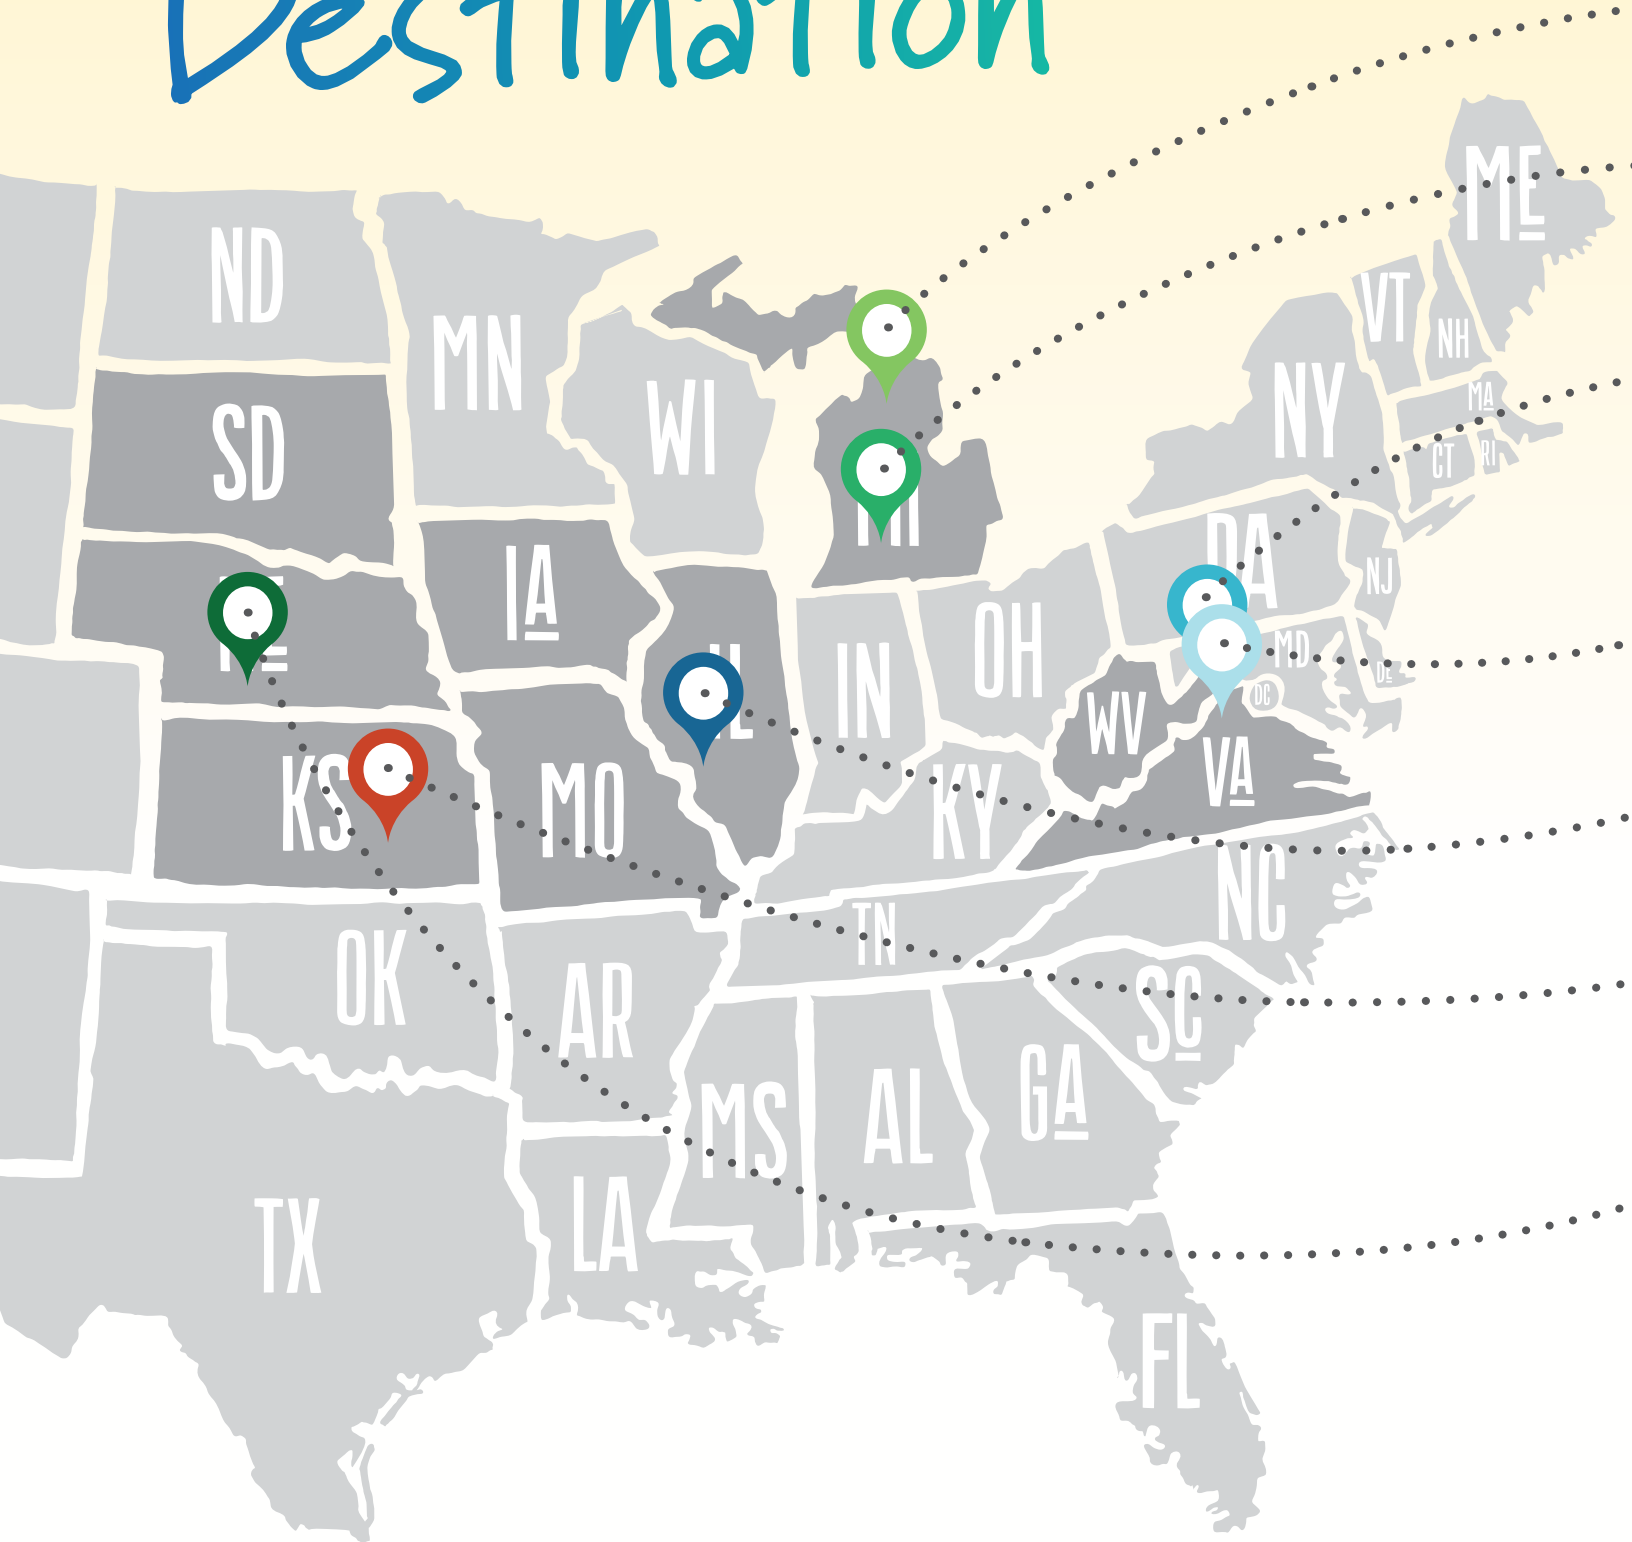 Destination
ME
ND
VT
MN
NH
NY
WI
MA
SD
CT
RI
PA
IA
NJ
OH
MD
IN
IL
DE
DC
WV
VA
KS
MO
KY
NC
TN
OK
AR
SC
GA
AL
MS
TX
LA
FL